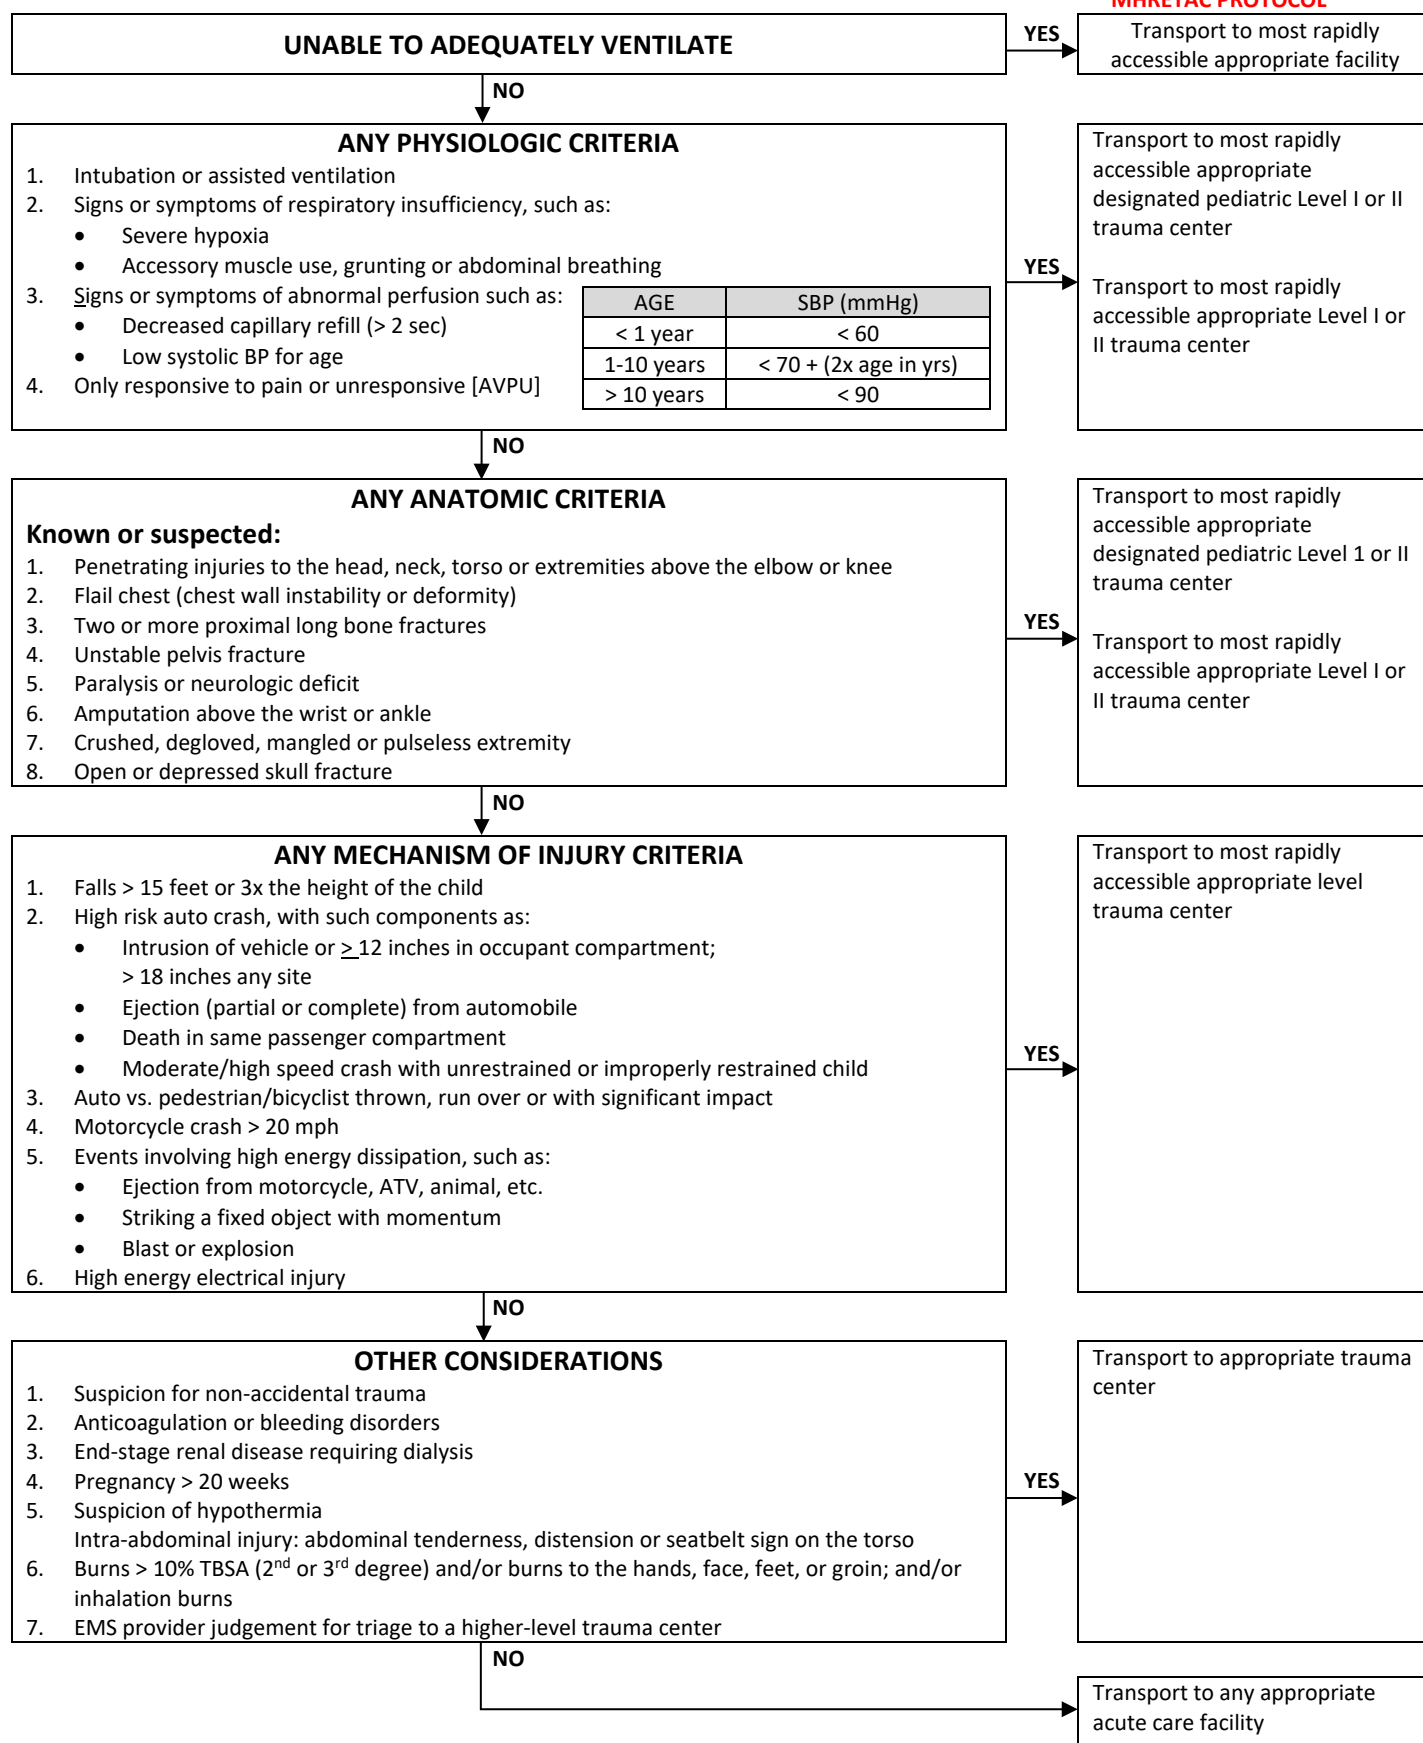 MHRETAC PROTOCOL
UNABLE TO ADEQUATELY VENTILATE
YES
Transport to most rapidly
accessible appropriate facility
NO
ANY PHYSIOLOGIC CRITERIA
1. Intubation or assisted ventilation
2. Signs or symptoms of respiratory insufficiency, such as:
• Severe hypoxia
• Accessory muscle use, grunting or abdominal breathing
3. Signs or symptoms of abnormal perfusion such as:
• Decreased capillary refill (> 2 sec)
• Low systolic BP for age
4. Only responsive to pain or unresponsive [AVPU]
AGE SBP (mmHg)
< 1 year < 60
1-10 years < 70 + (2x age in yrs)
> 10 years < 90
YES
Transport to most rapidly
accessible appropriate
designated pediatric Level I or II
trauma center
Transport to most rapidly
accessible appropriate Level I or
II trauma center
NO
ANY ANATOMIC CRITERIA
Known or suspected:
1. Penetrating injuries to the head, neck, torso or extremities above the elbow or knee
2. Flail chest (chest wall instability or deformity)
3. Two or more proximal long bone fractures
4. Unstable pelvis fracture
5. Paralysis or neurologic deficit
6. Amputation above the wrist or ankle
7. Crushed, degloved, mangled or pulseless extremity
8. Open or depressed skull fracture
YES
Transport to most rapidly
accessible appropriate
designated pediatric Level 1 or II
trauma center
Transport to most rapidly
accessible appropriate Level I or
II trauma center
NO
ANY MECHANISM OF INJURY CRITERIA
1. Falls > 15 feet or 3x the height of the child
2. High risk auto crash, with such components as:
• Intrusion of vehicle or > 12 inches in occupant compartment;
> 18 inches any site
• Ejection (partial or complete) from automobile
• Death in same passenger compartment
• Moderate/high speed crash with unrestrained or improperly restrained child
3. Auto vs. pedestrian/bicyclist thrown, run over or with significant impact
4. Motorcycle crash > 20 mph
5. Events involving high energy dissipation, such as:
• Ejection from motorcycle, ATV, animal, etc.
• Striking a fixed object with momentum
• Blast or explosion
6. High energy electrical injury
YES
Transport to most rapidly
accessible appropriate level
trauma center
NO
OTHER CONSIDERATIONS
1. Suspicion for non-accidental trauma
2. Anticoagulation or bleeding disorders
3. End-stage renal disease requiring dialysis
4. Pregnancy > 20 weeks
5. Suspicion of hypothermia
Intra-abdominal injury: abdominal tenderness, distension or seatbelt sign on the torso
6. Burns > 10% TBSA (2nd or 3rd degree) and/or burns to the hands, face, feet, or groin; and/or
inhalation burns
7. EMS provider judgement for triage to a higher-level trauma center
YES
Transport to appropriate trauma
center
NO
Transport to any appropriate
acute care facility